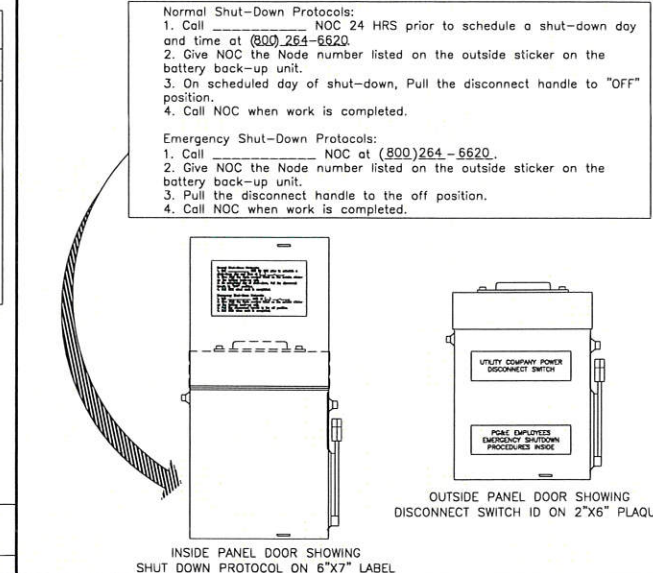 Normal Shut-Down Protocols:
1. Call ____________ NOC 24 HRS prior to schedule a shut-down day
and time at (800) 264-6620.
2. Give NOC the Node number listed on the outside sticker on the
battery back-up unit.
3. On scheduled day of shut-down, Pull the disconnect handle to "OFF"
position.
4. Call NOC when work is completed.
Emergency Shut-Down Protocols:
1. Call ____________ NOC at (800)264-6620.
2. Give NOC the Node number listed on the outside sticker on the
battery back-up unit.
3. Pull the disconnect handle to the off position.
4. Call NOC when work is completed.
UTILITY COMPANY POWER
DISCONNECT SWITCH
PG&E EMPLOYEES
EMERGENCY SHUTDOWN
PROCEDURES INSIDE
OUTSIDE PANEL DOOR SHOWING
DISCONNECT SWITCH ID ON 2"X6" PLAQU
INSIDE PANEL DOOR SHOWING
SHUT DOWN PROTOCOL ON 6"X7" LABEL